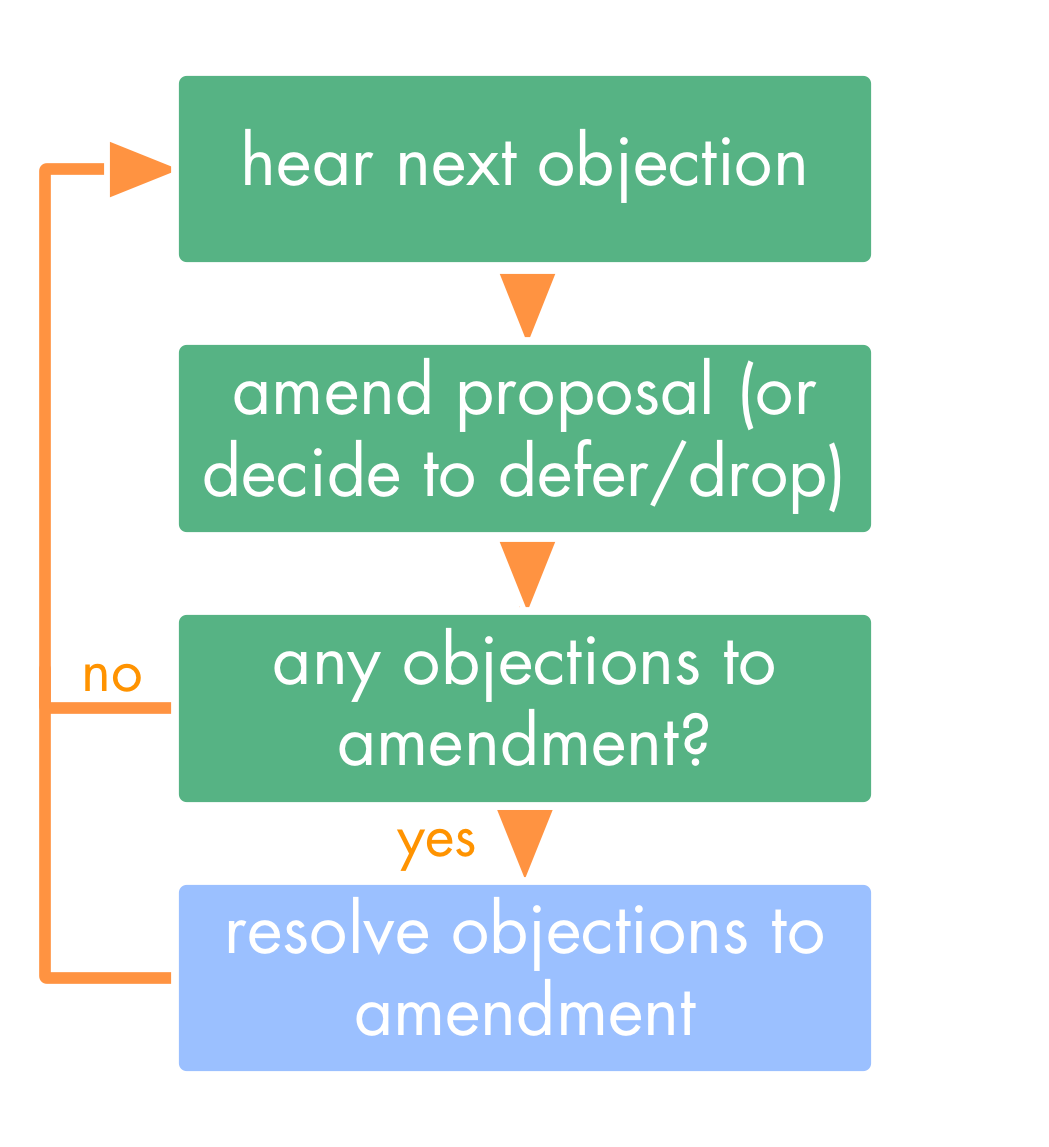 hear next objection
amend proposal (or
decide to defer/drop)
any objections to
amendment?
no
yes
resolve objections to
amendment